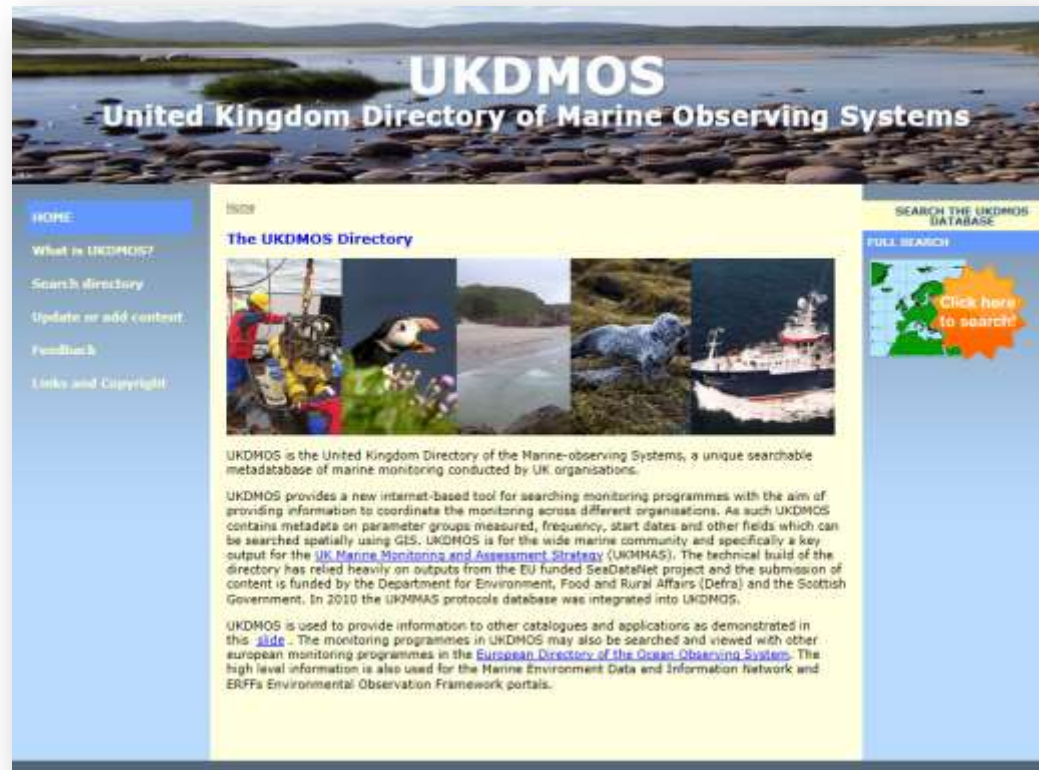 UKDMOS
United Kingdom Directory of Marine Observing Systems
HOME
What is UKDMOS?
Search directory
Update or add content
Feedback
Links and Copyright
Home
The UKDMOS Directory
UKDMOS is the United Kingdom Directory of the Marine-observing Systems, a unique searchable
metadatabase of marine monitoring conducted by UK organisations.
UKDMOS provides a new internet-based tool for searching monitoring programmes with the aim of
providing information to coordinate the monitoring across different organisations. As such UKDMOS
contains metadata on parameter groups measured, frequency, start dates and other fields which can
be searched spatially using GIS. UKDMOS is for the wide marine community and specifically a key
output for the UK Marine Monitoring and Assessment Strategy (UKMMAS). The technical build of the
directory has relied heavily on outputs from the EU funded SeaDataNet project and the submission of
content is funded by the Department for Environment, Food and Rural Affairs (Defra) and the Scottish
Government. In 2010 the UKMMAS protocols database was integrated into UKDMOS.
UKDMOS is used to provide information to other catalogues and applications as demonstrated in
this slide . The monitoring programmes in UKDMOS may also be searched and viewed with other
european monitoring programmes in the European Directory of the Ocean Observing System. The
high level information is also used for the Marine Environment Data and Information Network and
ERFFs Environmental Observation Framework portals.
SEARCH THE UKDMOS
DATABASE
FULL SEARCH
Click here
to search!